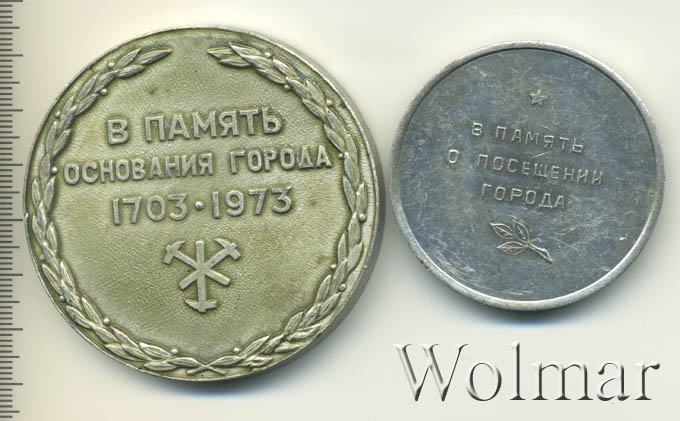 В ПАМЯТЬ
ОСНОВАНИЯ ГОРОДА
1703·1973
В ПАМЯТЬ
О ПОСЕЩЕНИИ
ГОРОДА
Wolmar